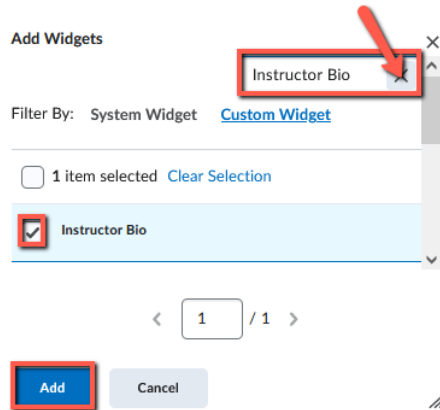 Add Widgets
Instructor Bio
Filter By: System Widget Custom Widget
1 item selected Clear Selection
Instructor Bio
1 / 1
Add Cancel